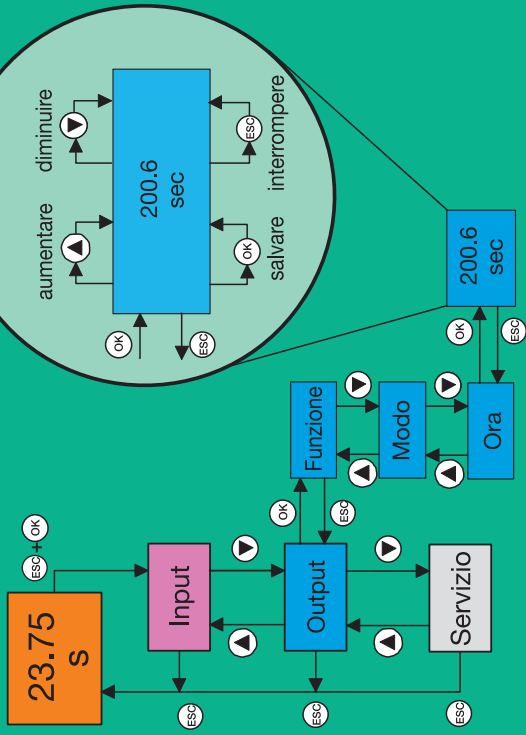 23.75
s
ESC + OK
Input
ESC
Output
ESC
Servizio
ESC
OK
ESC
Funzione
Modo
Ora
OK
ESC
200.6
sec
aumentare
diminuire
OK
ESC
200.6
sec
OK
ESC
salvare
interrompere